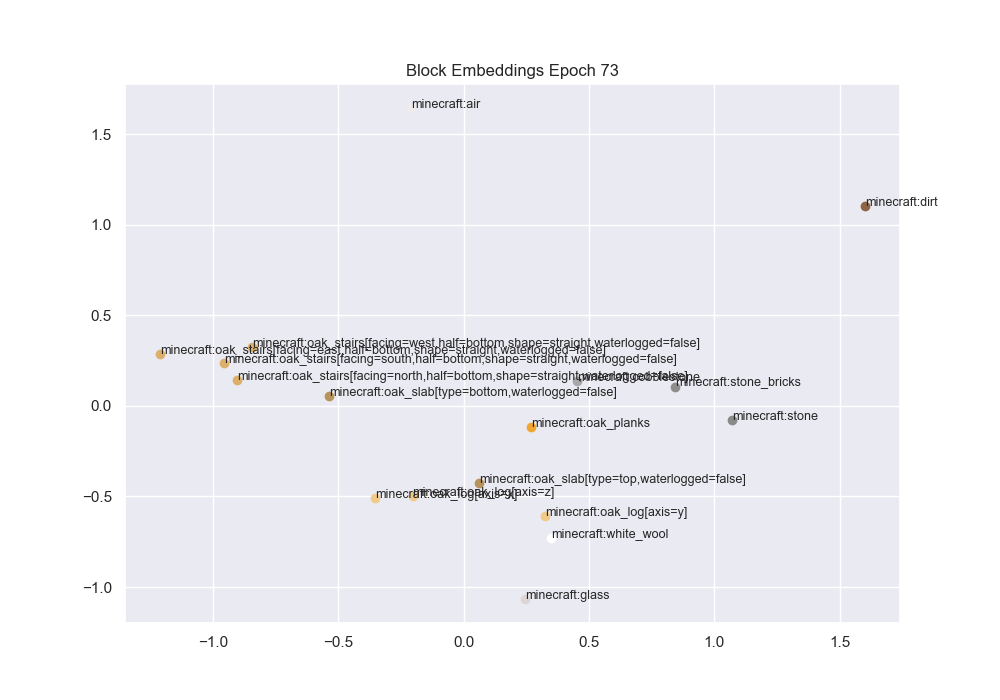 Block Embeddings Epoch 73
minecraft:air
1.5
minecraft:dirt
1.0
0.5
minecraft:oak_stairs[facing=west,half=bottom,shape=straight,waterlogged=false]
minecraft:oak_stairs[facing=east,half=bottom,shape=straight,waterlogged=false]
minecraft:oak_stairs[facing=south,half=bottom,shape=straight,waterlogged=false]
minecraft:oak_stairs[facing=north,half=bottom,shape=straight,waterlogged=false]
minecraft:cobblestone
minecraft:stone_bricks
minecraft:oak_slab[type=bottom,waterlogged=false]
0.0
minecraft:stone
minecraft:oak_planks
minecraft:oak_slab[type=top,waterlogged=false]
minecraft:oak_log[axis=z]
minecraft:oak_log[axis=x]
−0.5
minecraft:oak_log[axis=y]
minecraft:white_wool
−1.0
minecraft:glass
−1.0 −0.5 0.0 0.5 1.0 1.5